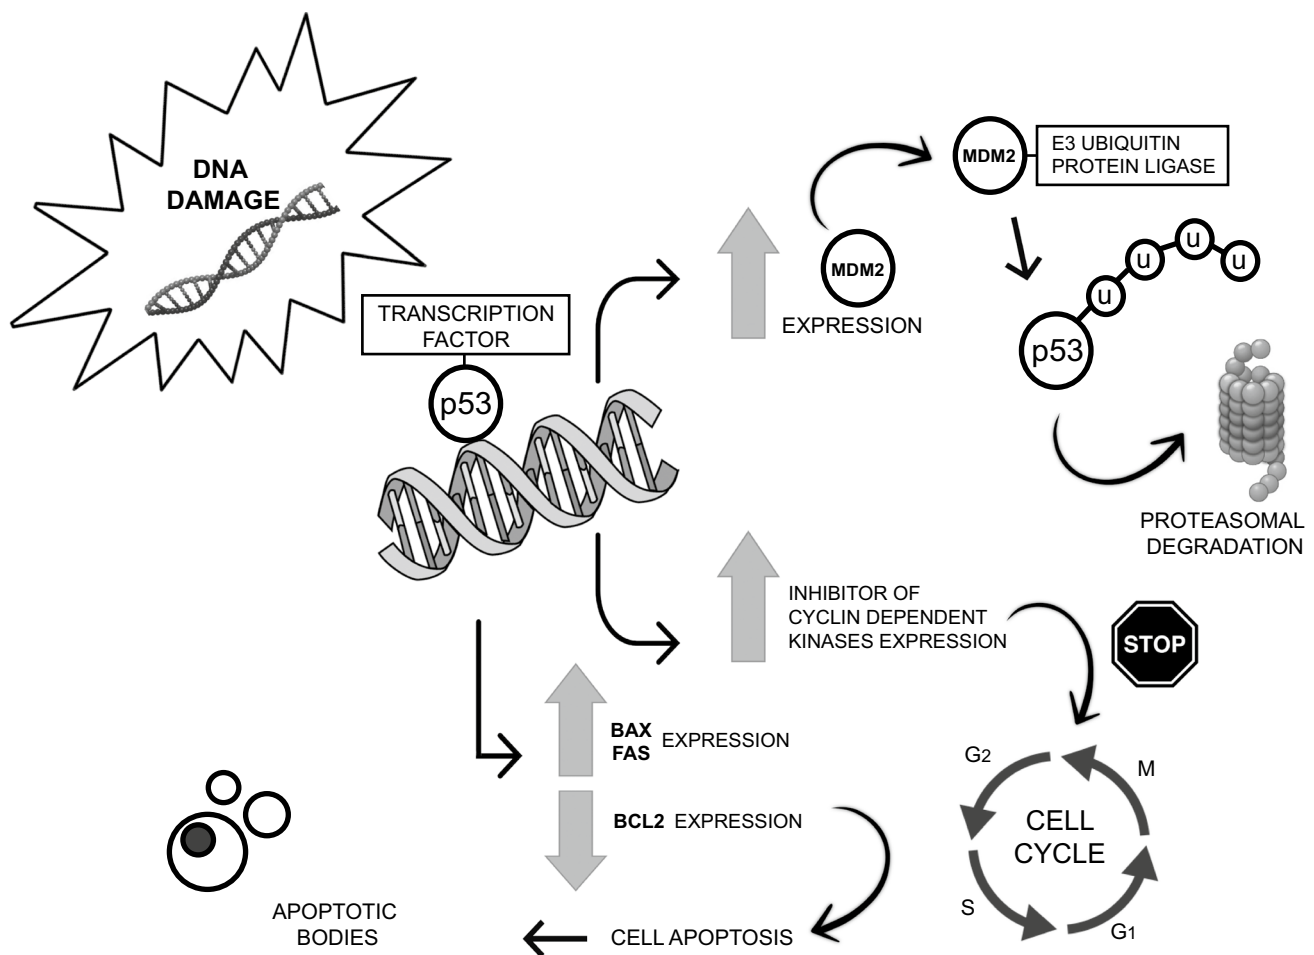 DNA
DAMAGE
TRANSCRIPTION
FACTOR
p53
MDM2
EXPRESSION
MDM2
E3 UBIQUITIN
PROTEIN LIGASE
u
u
u
u
p53
PROTEASOMAL
DEGRADATION
INHIBITOR OF
CYCLIN DEPENDENT
KINASES EXPRESSION
STOP
BAX
FAS
EXPRESSION
BCL2 EXPRESSION
CELL APOPTOSIS
APOPTOTIC
BODIES
G2
M
CELL
CYCLE
S
G1